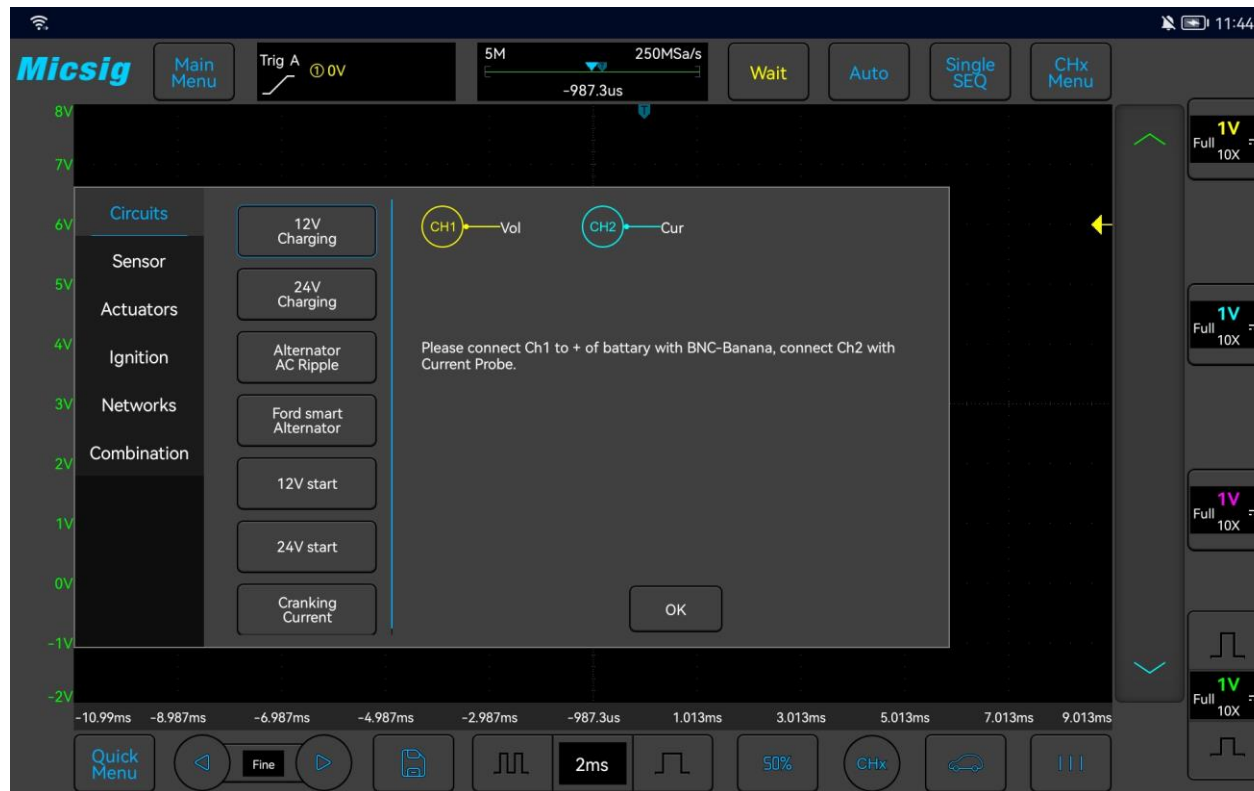 11:44
Micsig
Main
Menu
Trig A
① 0V
5M
250MSa/s
-987.3us
Wait
Auto
Single
SEQ
CHx
Menu
T
8V
7V
6V
5V
4V
3V
2V
1V
0V
-1V
-2V
Circuits
Sensor
Actuators
Ignition
Networks
Combination
12V
Charging
24V
Charging
Alternator
AC Ripple
Ford smart
Alternator
12V start
24V start
Cranking
Current
CH1
Vol
CH2
Cur
Please connect Ch1 to + of battary with BNC-Banana, connect Ch2 with
Current Probe.
OK
1V
Full
10X
1V
Full
10X
1V
Full
10X
1V
Full
10X
-10.99ms
-8.987ms
-6.987ms
-4.987ms
-2.987ms
-987.3us
1.013ms
3.013ms
5.013ms
7.013ms
9.013ms
Quick
Menu
Fine
2ms
50%
CHx